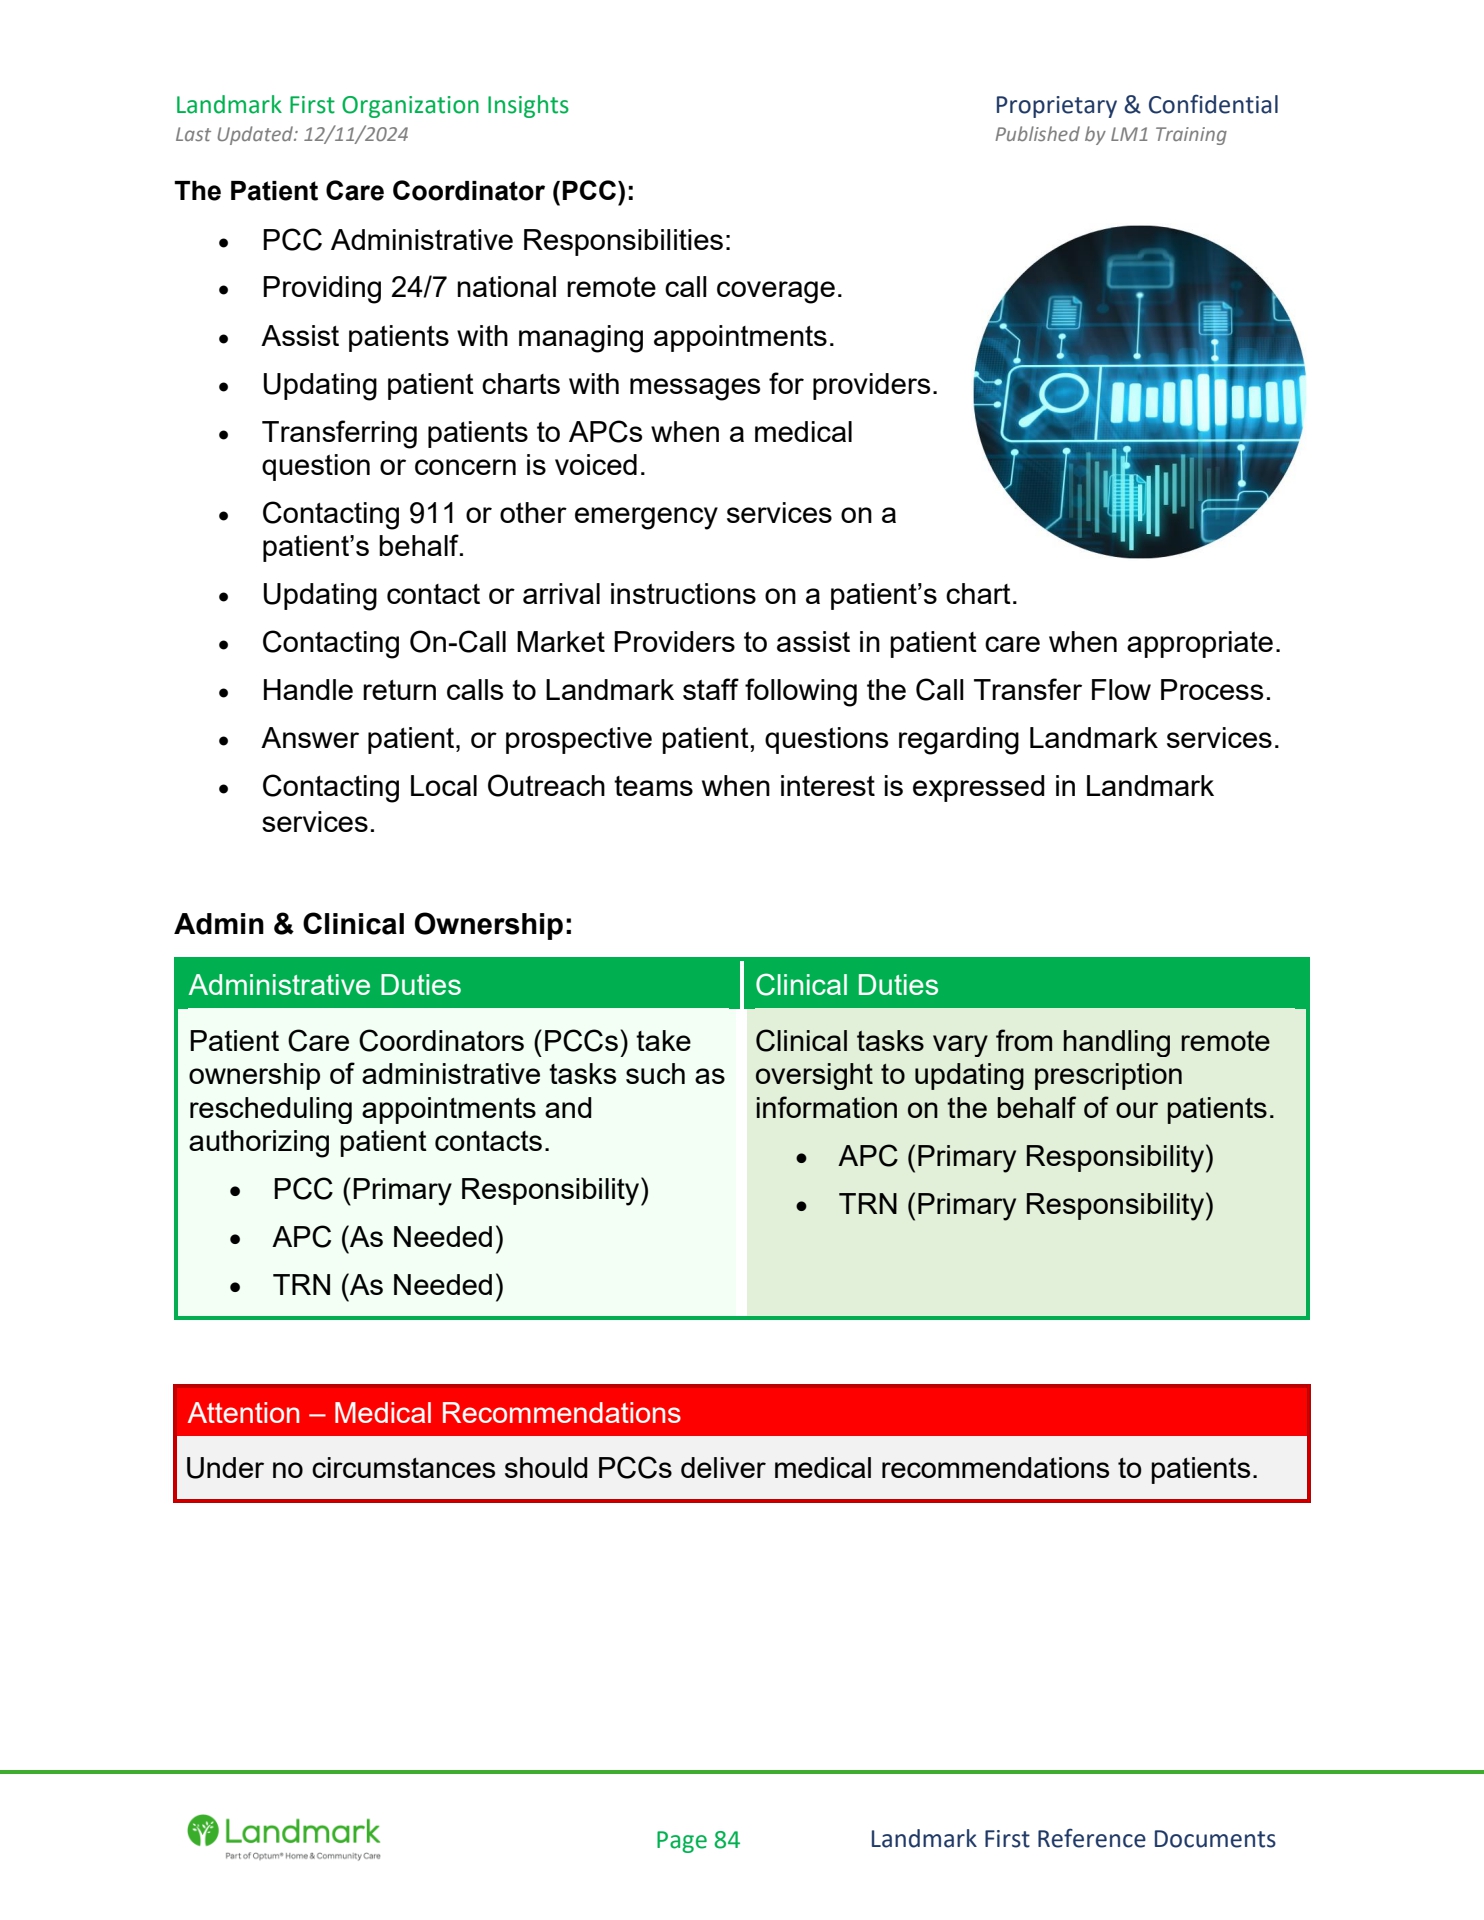 Landmark First Organization Insights
Proprietary & Confidential
Last Updated: 12/11/2024
Published by LM1 Training
The Patient Care Coordinator (PCC):
• PCC Administrative Responsibilities:
• Providing 24/7 national remote call coverage.
• Assist patients with managing appointments.
• Updating patient charts with messages for providers.
• Transferring patients to APCs when a medical
question or concern is voiced.
• Contacting 911 or other emergency services on a
patient’s behalf.
• Updating contact or arrival instructions on a patient’s chart.
• Contacting On-Call Market Providers to assist in patient care when appropriate.
• Handle return calls to Landmark staff following the Call Transfer Flow Process.
• Answer patient, or prospective patient, questions regarding Landmark services.
• Contacting Local Outreach teams when interest is expressed in Landmark
services.
Admin & Clinical Ownership:
Administrative Duties
Patient Care Coordinators (PCCs) take
ownership of administrative tasks such as
rescheduling appointments and
authorizing patient contacts.
• PCC (Primary Responsibility)
• APC (As Needed)
• TRN (As Needed)
Clinical Duties
Clinical tasks vary from handling remote
oversight to updating prescription
information on the behalf of our patients.
• APC (Primary Responsibility)
• TRN (Primary Responsibility)
Attention – Medical Recommendations
Under no circumstances should PCCs deliver medical recommendations to patients.
Landmark
Part of Optum® Home & Community Care
Page 84
Landmark First Reference Documents